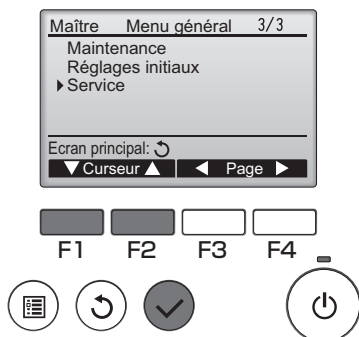 Maître Menu général 3/3
Maintenance
Réglages initiaux
Service
Ecran principal:
Curseur Page
F1 F2 F3 F4